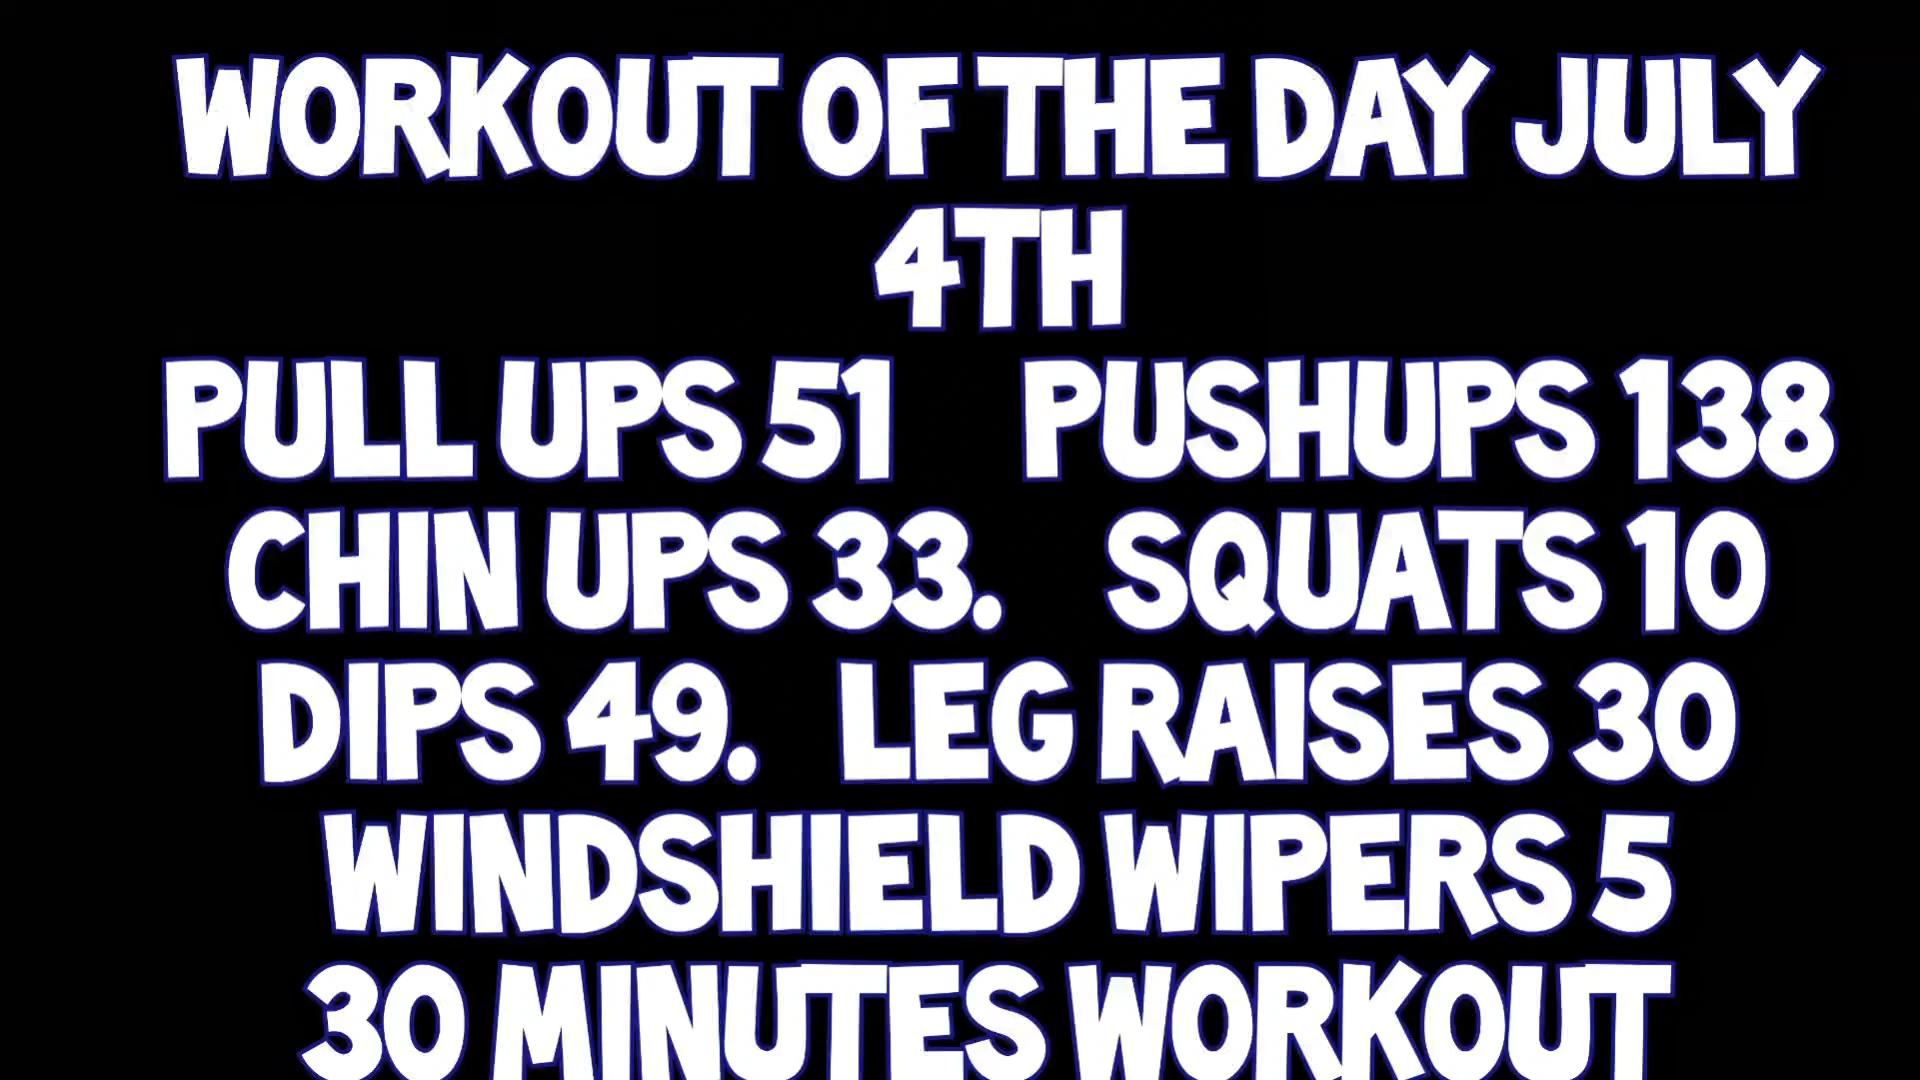 WORKOUT OF THE DAY JULY
4TH
PULL UPS 51 PUSHUPS 138
CHIN UPS 33. SQUATS 10
DIPS 49. LEG RAISES 30
WINDSHIELD WIPERS 5
30 MINUTES WORKOUT